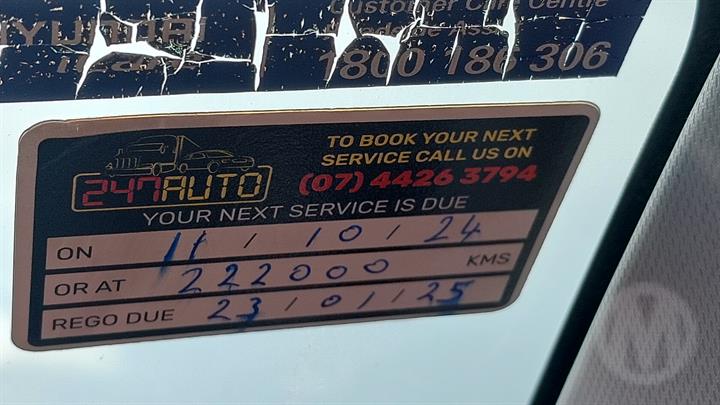 HYUNDAI
Customer Care Centre
1800 186 306
247AUTO
TO BOOK YOUR NEXT
SERVICE CALL US ON
(07) 4426 3794
YOUR NEXT SERVICE IS DUE
ON 11 / 10 / 24
OR AT 222000 KMS
REGO DUE 23 / 01 / 25
M